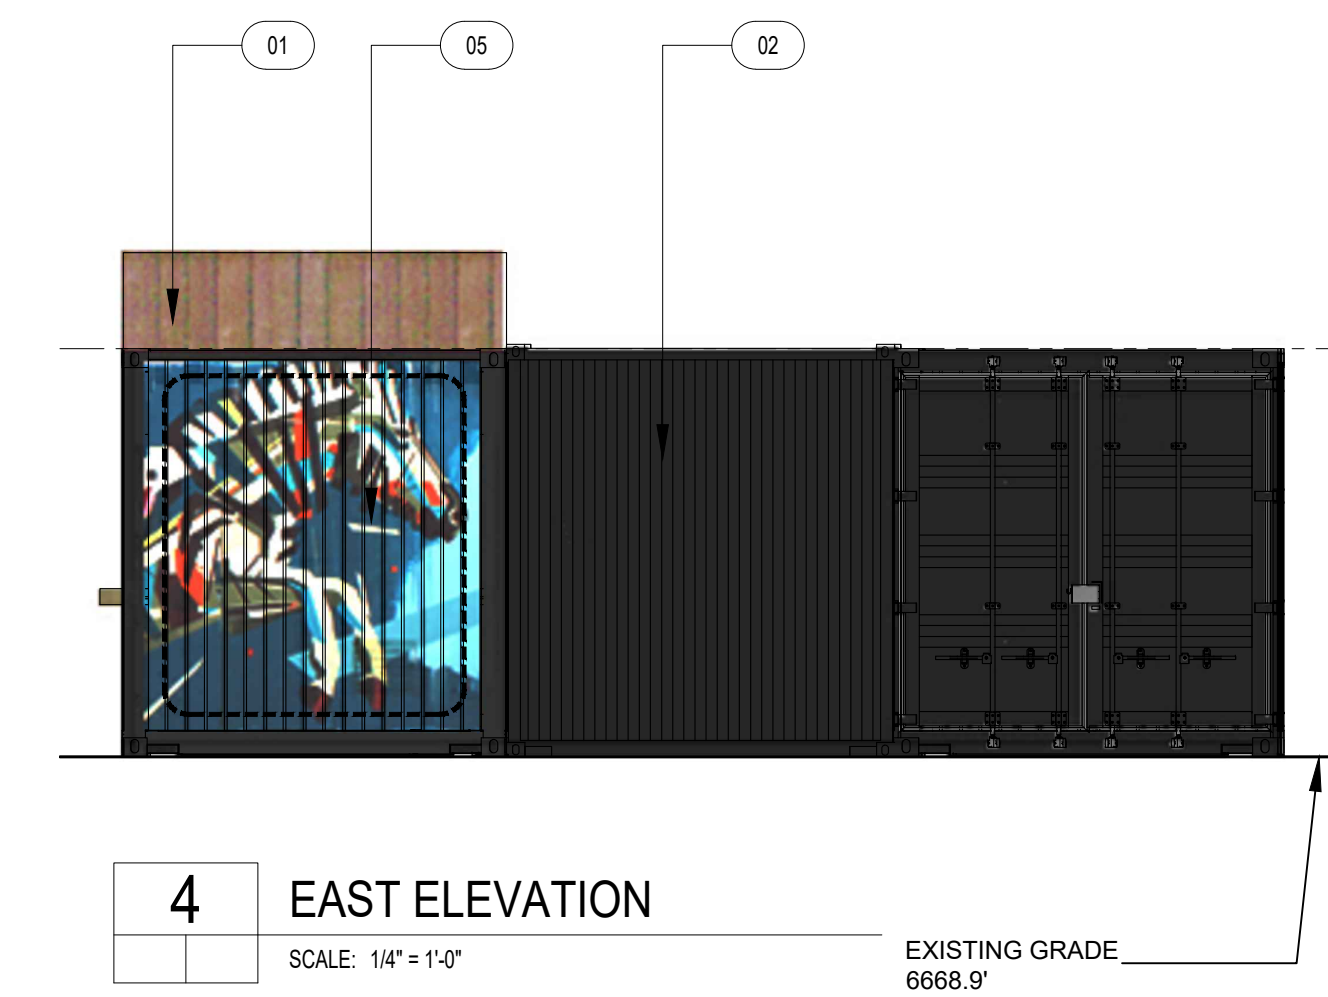 01
05
02
4
EAST ELEVATION
SCALE: 1/4" = 1'-0"
EXISTING GRADE
6668.9'